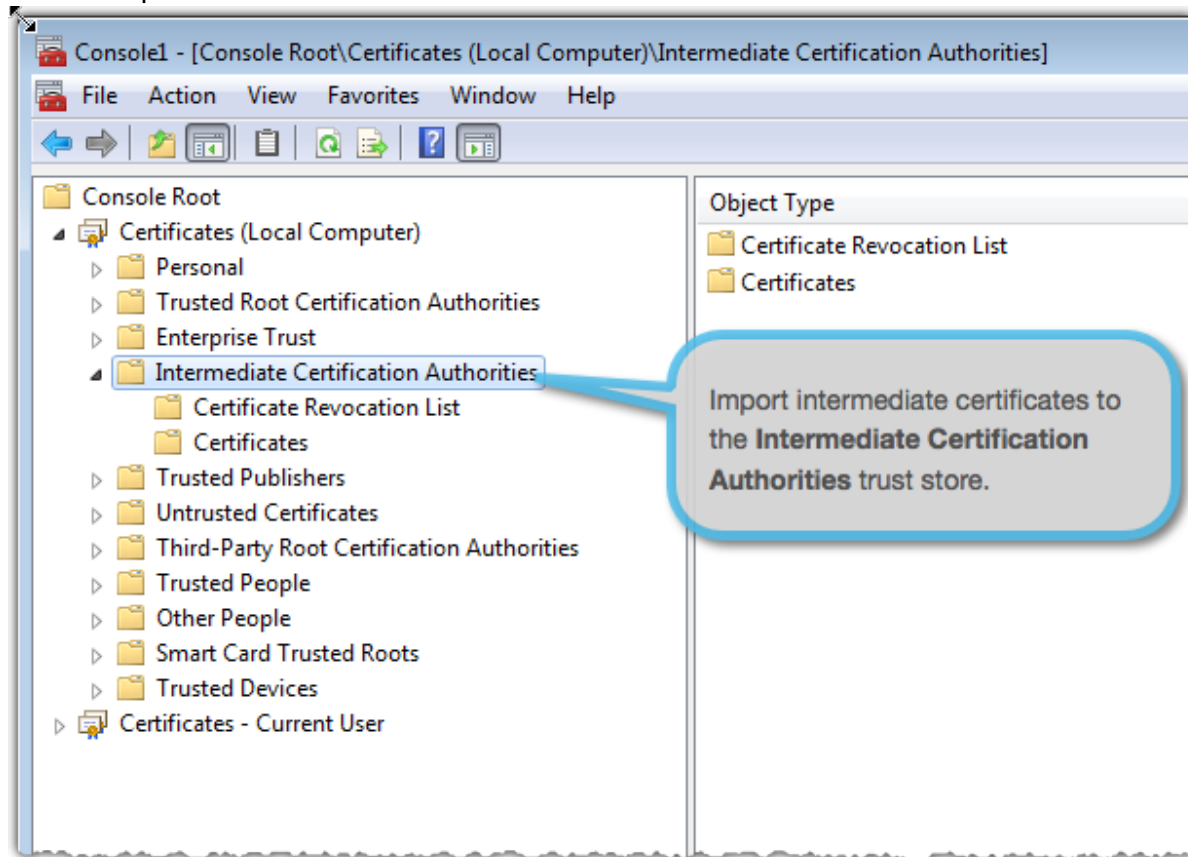 Console1 - [Console Root\Certificates (Local Computer)\Intermediate Certification Authorities]
File Action View Favorites Window Help
Console Root
Certificates (Local Computer)
Personal
Trusted Root Certification Authorities
Enterprise Trust
Intermediate Certification Authorities
Certificate Revocation List
Certificates
Trusted Publishers
Untrusted Certificates
Third-Party Root Certification Authorities
Trusted People
Other People
Smart Card Trusted Roots
Trusted Devices
Certificates - Current User
Object Type
Certificate Revocation List
Certificates
Import intermediate certificates to
the Intermediate Certification
Authorities trust store.